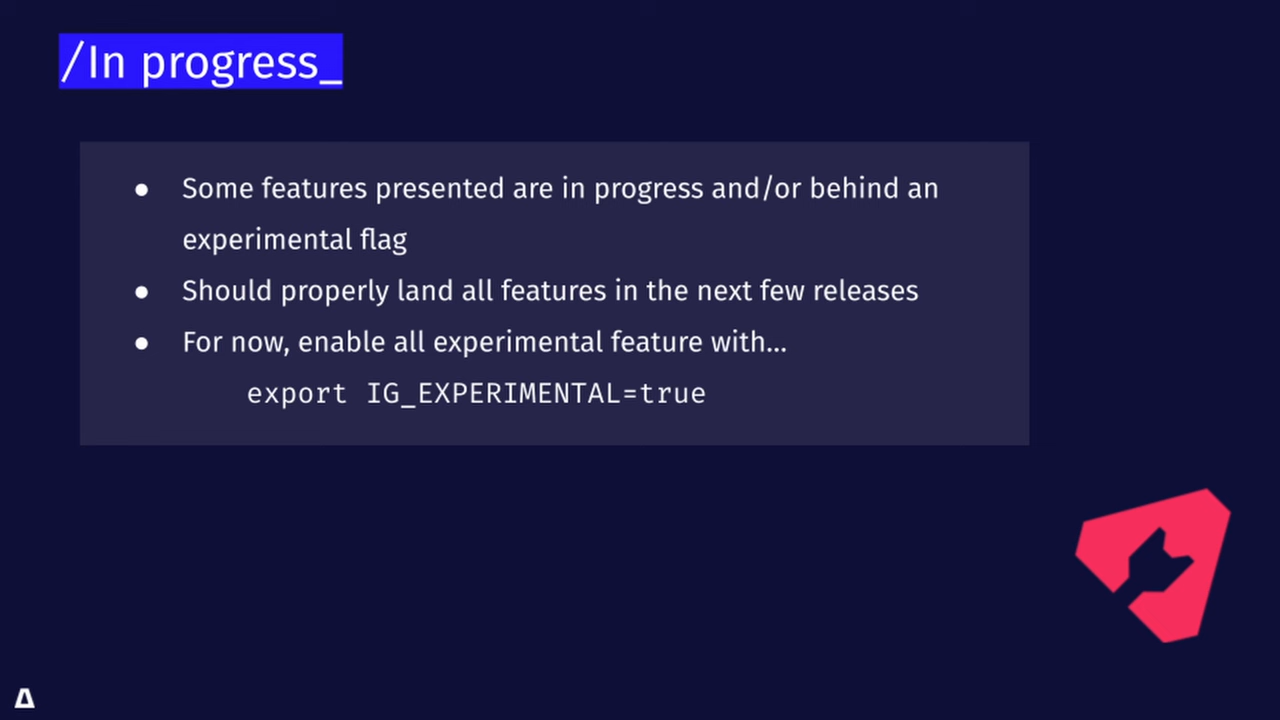 /In progress_
● Some features presented are in progress and/or behind an
experimental flag
● Should properly land all features in the next few releases
● For now, enable all experimental feature with...
export IG_EXPERIMENTAL=true